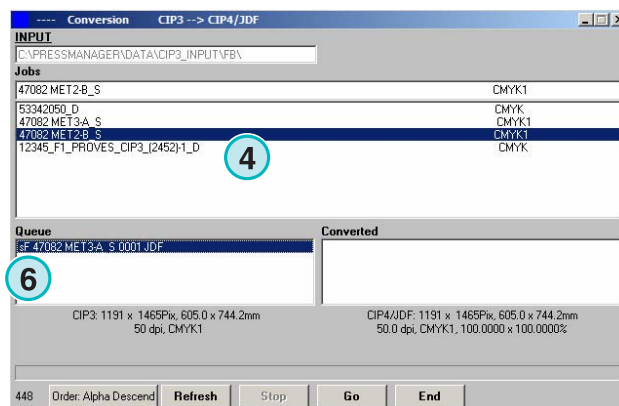 ---- Conversion CIP3 --> CIP4/JDF
INPUT
C:\PRESSMANAGER\DATA\CIP3_INPUT\FB\
Jobs
47082 MET2-B_S CMYK1
53342050_D CMYK
47082 MET3-A_S CMYK1
47082 MET2-B_S CMYK1
12345_F1_PROVES_CIP3_(2452)-1_D CMYK
4
Queue Converted
sF 47082 MET3-A_S 0001 JDF
6
CIP3: 1191 x 1465Pix, 605.0 x 744.2mm CIP4/JDF: 1191 x 1465Pix, 605.0 x 744.2mm
50 dpi, CMYK1 50.0 dpi, CMYK1, 100.0000 x 100.0000%
448 Order: Alpha Descend Refresh Stop Go End